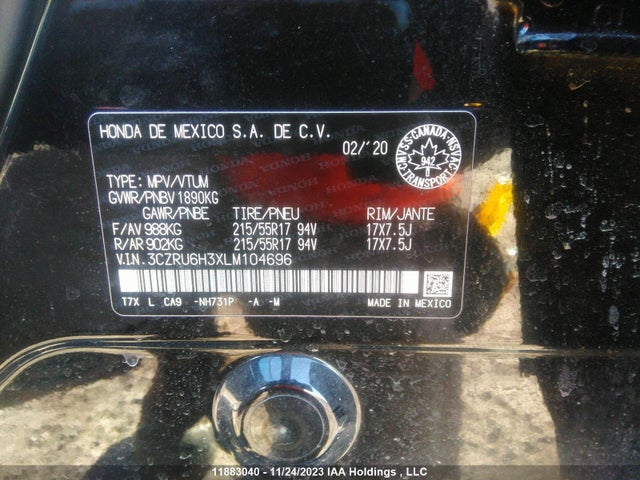 HONDA DE MEXICO S.A. DE C.V.
02/'20
CMVSS-CANADA-NSVAC
942
TRANSPORT
TYPE: MPV/VTUM
GVWR/PNBV 1890KG
GAWR/PNBE TIRE/PNEU RIM/JANTE
F/AV 988KG 215/55R17 94V 17X7.5J
R/AR 902KG 215/55R17 94V 17X7.5J
V.I.N. 3CZRU6H3XLM104696
T7X L CA9 -NH731P -A -M MADE IN MEXICO
11883040 - 11/24/2023 IAA Holdings , LLC